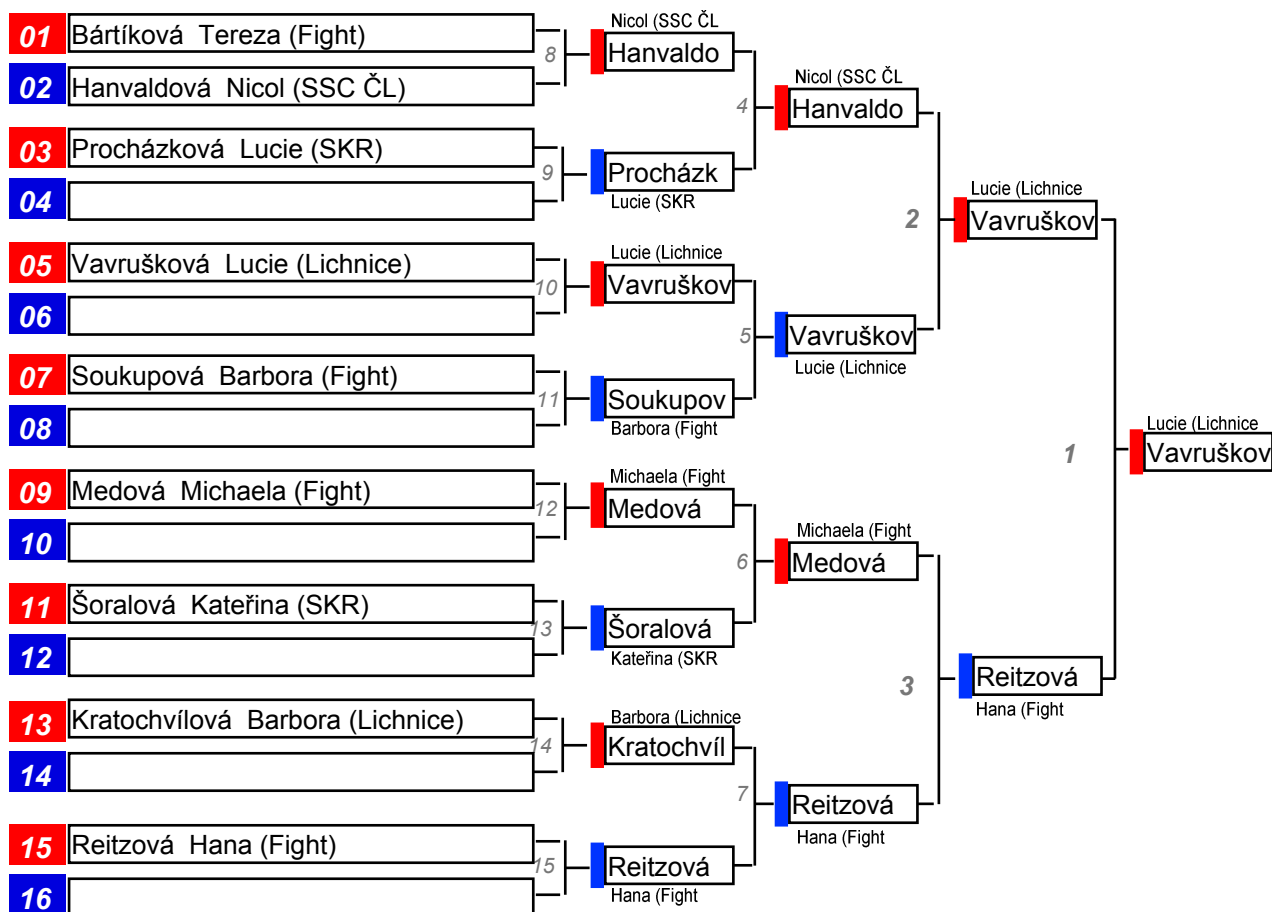 01 Bártíková Tereza (Fight)
02 Hanvaldová Nicol (SSC ČL)
03 Procházková Lucie (SKR)
04
05 Vavrušková Lucie (Lichnice)
06
07 Soukupová Barbora (Fight)
08
09 Medová Michaela (Fight)
10
11 Šoralová Kateřina (SKR)
12
13 Kratochvílová Barbora (Lichnice)
14
15 Reitzová Hana (Fight)
16
8
9
10
11
12
13
14
15
Nicol (SSC ČL
Hanvaldo
Procházk
Lucie (SKR
Lucie (Lichnice
Vavruškov
Soukupov
Barbora (Fight
Michaela (Fight
Medová
Šoralová
Kateřina (SKR
Barbora (Lichnice
Kratochvíl
Reitzová
Hana (Fight
4
5
6
7
Nicol (SSC ČL
Hanvaldo
Vavruškov
Lucie (Lichnice
Michaela (Fight
Medová
Reitzová
Hana (Fight
2
3
Lucie (Lichnice
Vavruškov
Reitzová
Hana (Fight
1
Lucie (Lichnice
Vavruškov